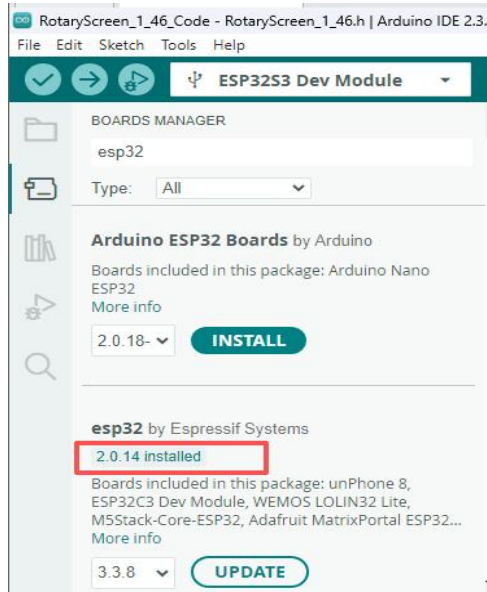 RotaryScreen_1_46_Code - RotaryScreen_1_46.h | Arduino IDE 2.3.
File Edit Sketch Tools Help
ESP32S3 Dev Module
BOARDS MANAGER
esp32
Type: All
Arduino ESP32 Boards by Arduino
Boards included in this package: Arduino Nano
ESP32
More info
2.0.18- INSTALL
esp32 by Espressif Systems
2.0.14 installed
Boards included in this package: unPhone 8,
ESP32C3 Dev Module, WEMOS LOLIN32 Lite,
M5Stack-Core-ESP32, Adafruit MatrixPortal ESP32...
More info
3.3.8 UPDATE